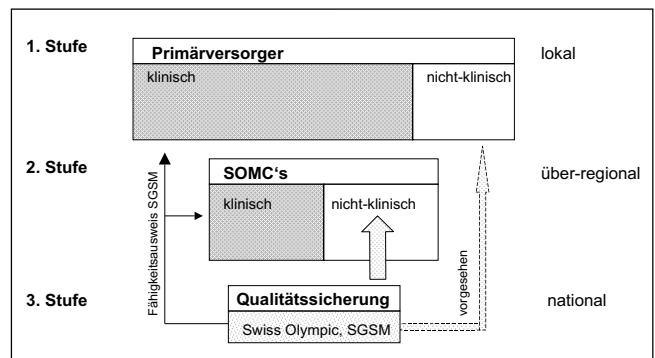 1. Stufe
Primärversorger
lokal
klinisch
nicht-klinisch
2. Stufe
SOMC‘s
über-regional
klinisch
nicht-klinisch
Fähigkeitsausweis SGSM
vorgesehen
3. Stufe
Qualitätssicherung
national
Swiss Olympic, SGSM